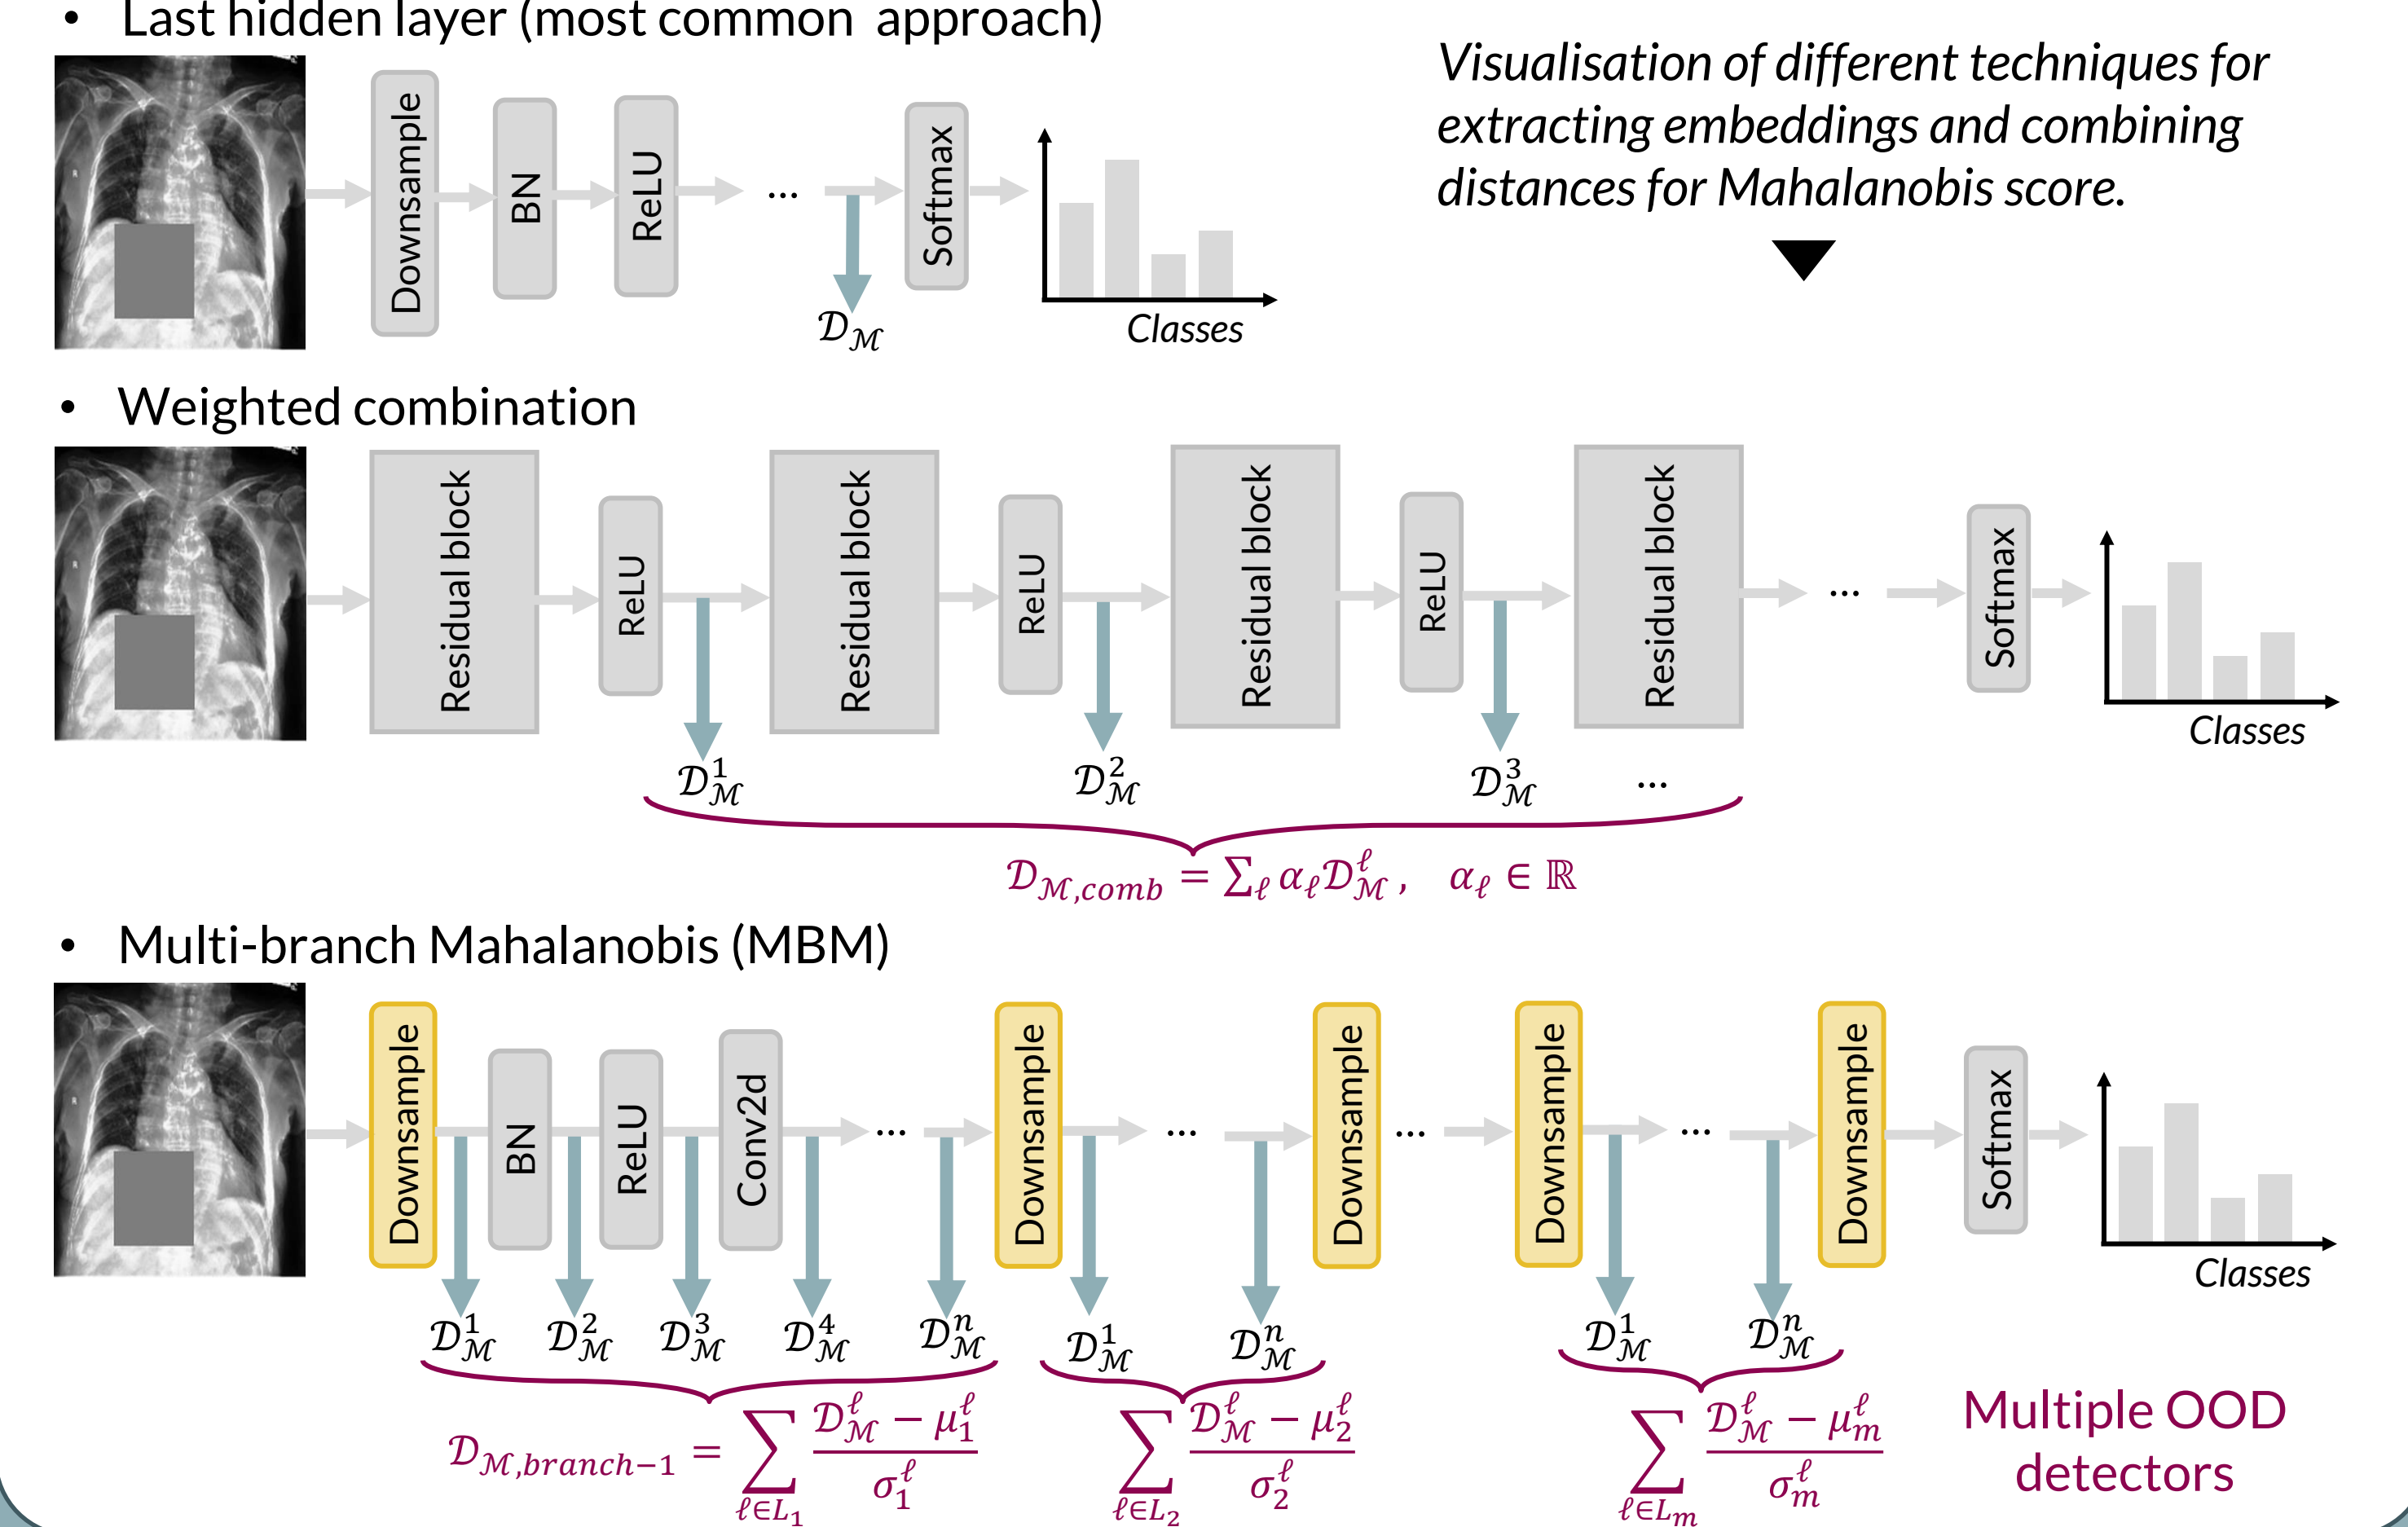 • Last hidden layer (most common approach)
Visualisation of different techniques for
extracting embeddings and combining
distances for Mahalanobis score.
Downsample
BN
ReLU
...
Softmax
𝒟_ℳ
Classes
• Weighted combination
Residual block
ReLU
Residual block
ReLU
Residual block
ReLU
Residual block
...
Softmax
Classes
𝒟_ℳ^1
𝒟_ℳ^2
𝒟_ℳ^3
...
𝒟_{ℳ,comb} = ∑_ℓ α_ℓ 𝒟_ℳ^ℓ , α_ℓ ∈ ℝ
• Multi-branch Mahalanobis (MBM)
Downsample
BN
ReLU
Conv2d
...
Downsample
...
Downsample
...
Downsample
...
Downsample
Softmax
Classes
𝒟_ℳ^1 𝒟_ℳ^2 𝒟_ℳ^3 𝒟_ℳ^4 𝒟_ℳ^n 𝒟_ℳ^1 𝒟_ℳ^n 𝒟_ℳ^1 𝒟_ℳ^n
𝒟_{ℳ,branch−1} = ∑_{ℓ∈L_1} (𝒟_ℳ^ℓ − μ_1^ℓ) / σ_1^ℓ
∑_{ℓ∈L_2} (𝒟_ℳ^ℓ − μ_2^ℓ) / σ_2^ℓ
∑_{ℓ∈L_m} (𝒟_ℳ^ℓ − μ_m^ℓ) / σ_m^ℓ
Multiple OOD
detectors